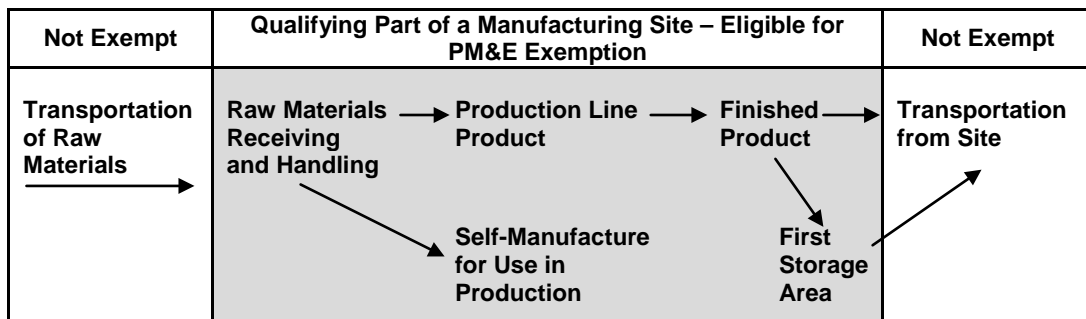 Not Exempt
Qualifying Part of a Manufacturing Site – Eligible for
PM&E Exemption
Not Exempt
Transportation
of Raw
Materials
Raw Materials
Receiving
and Handling
Production Line
Product
Finished
Product
Transportation
from Site
Self-Manufacture
for Use in
Production
First
Storage
Area